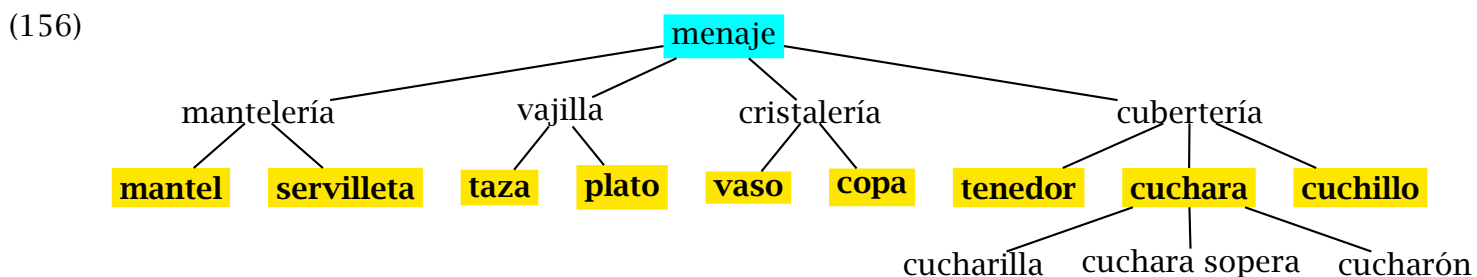 (156)
menaje
mantelería vajilla cristalería cubertería
mantel servilleta taza plato vaso copa tenedor cuchara cuchillo
cucharilla cuchara sopera cucharón